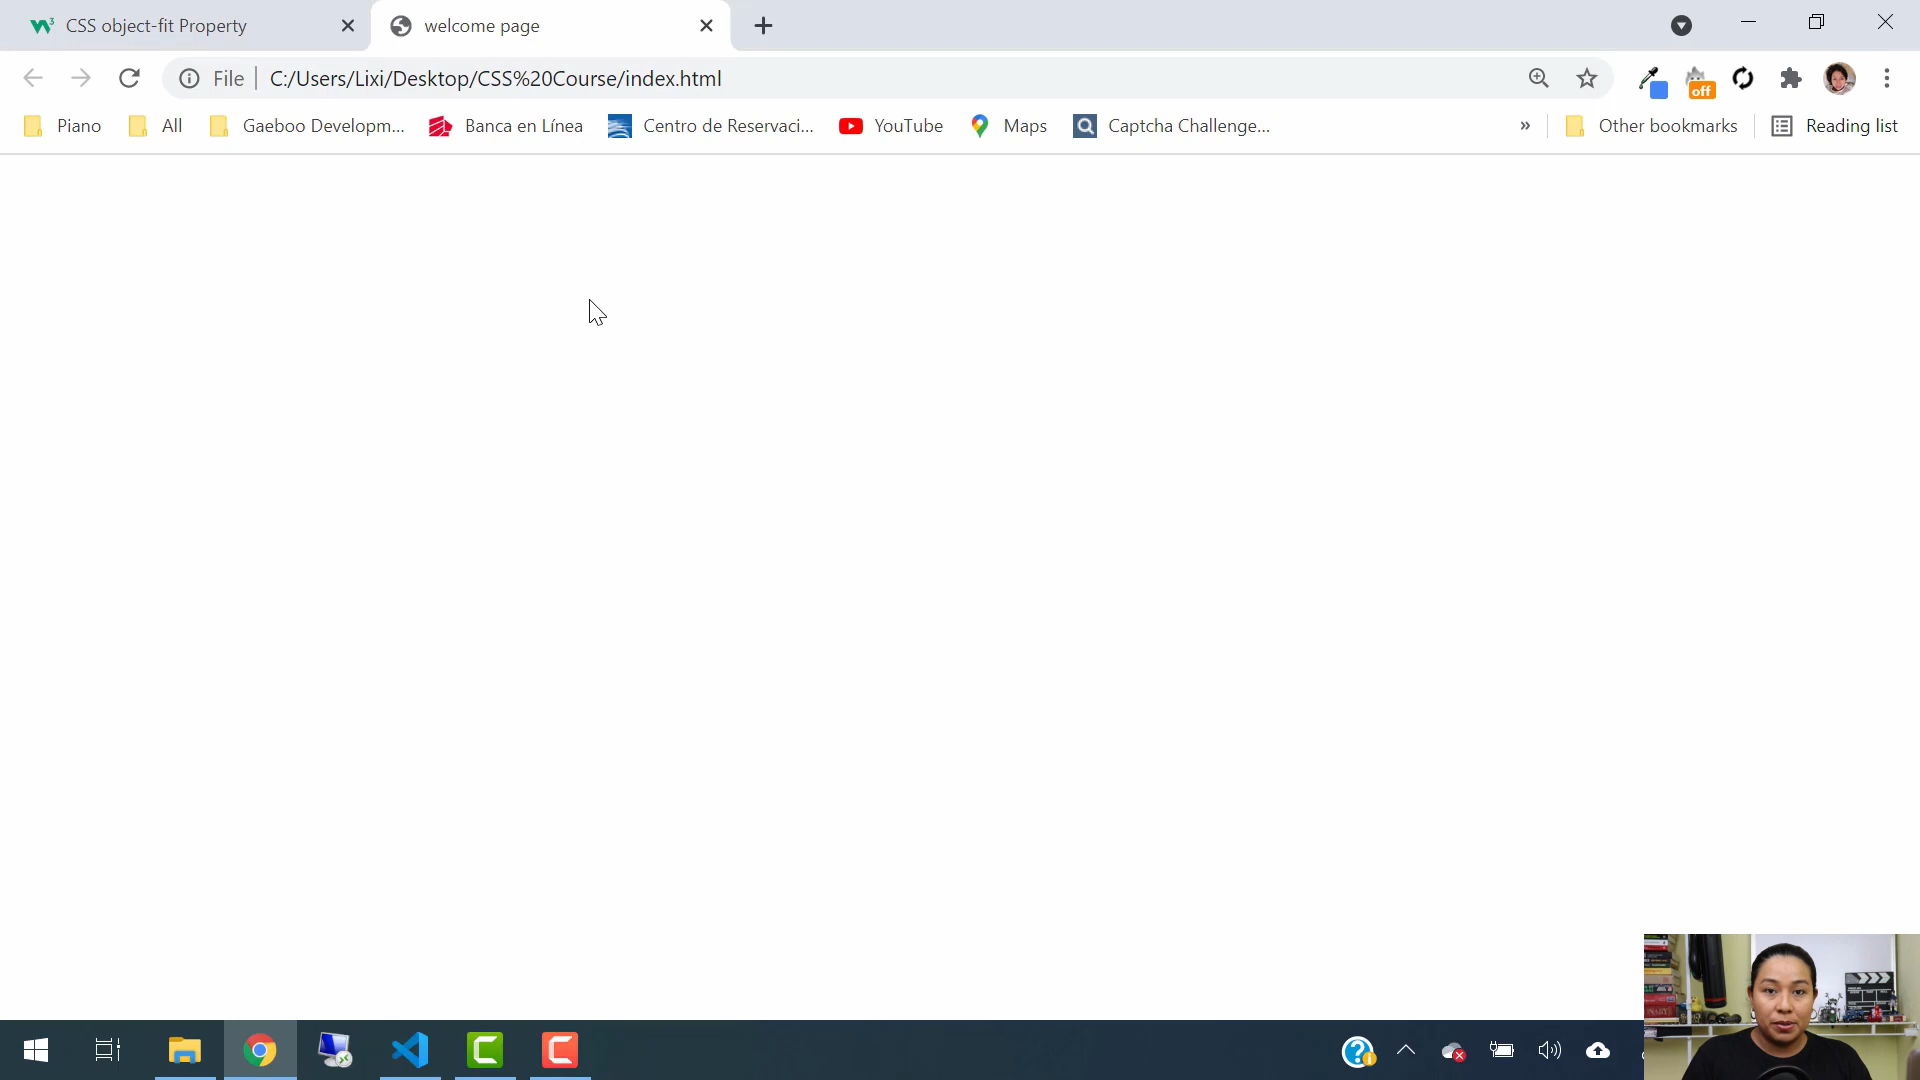 CSS object-fit Property
welcome page
File
C:/Users/Lixi/Desktop/CSS%20Course/index.html
off
Piano
All
Gaeboo Developm...
Banca en Línea
Centro de Reservaci...
YouTube
Maps
Captcha Challenge...
»
Other bookmarks
Reading list